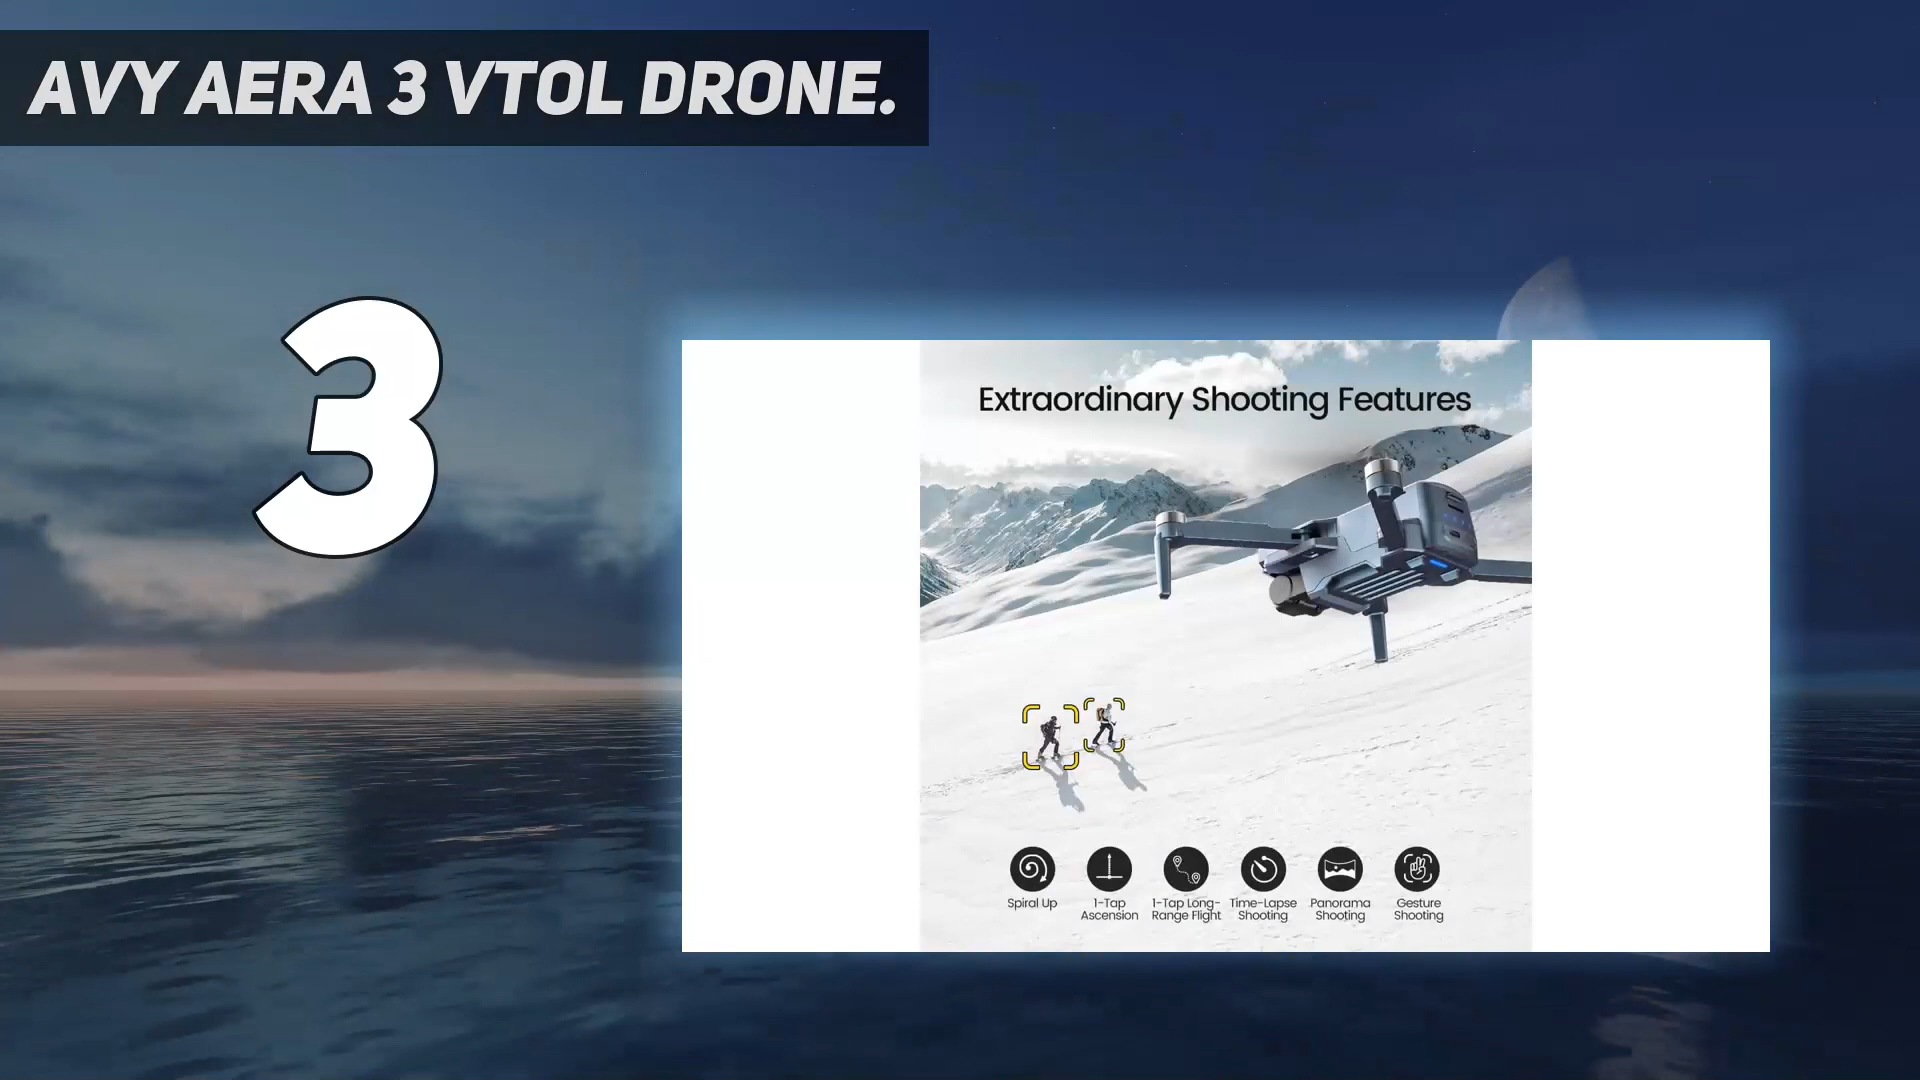 AVY AERA 3 VTOL DRONE.
3
Extraordinary Shooting Features
Spiral Up
1-Tap
Ascension
1-Tap Long-
Range Flight
Time-Lapse
Shooting
Panorama
Shooting
Gesture
Shooting